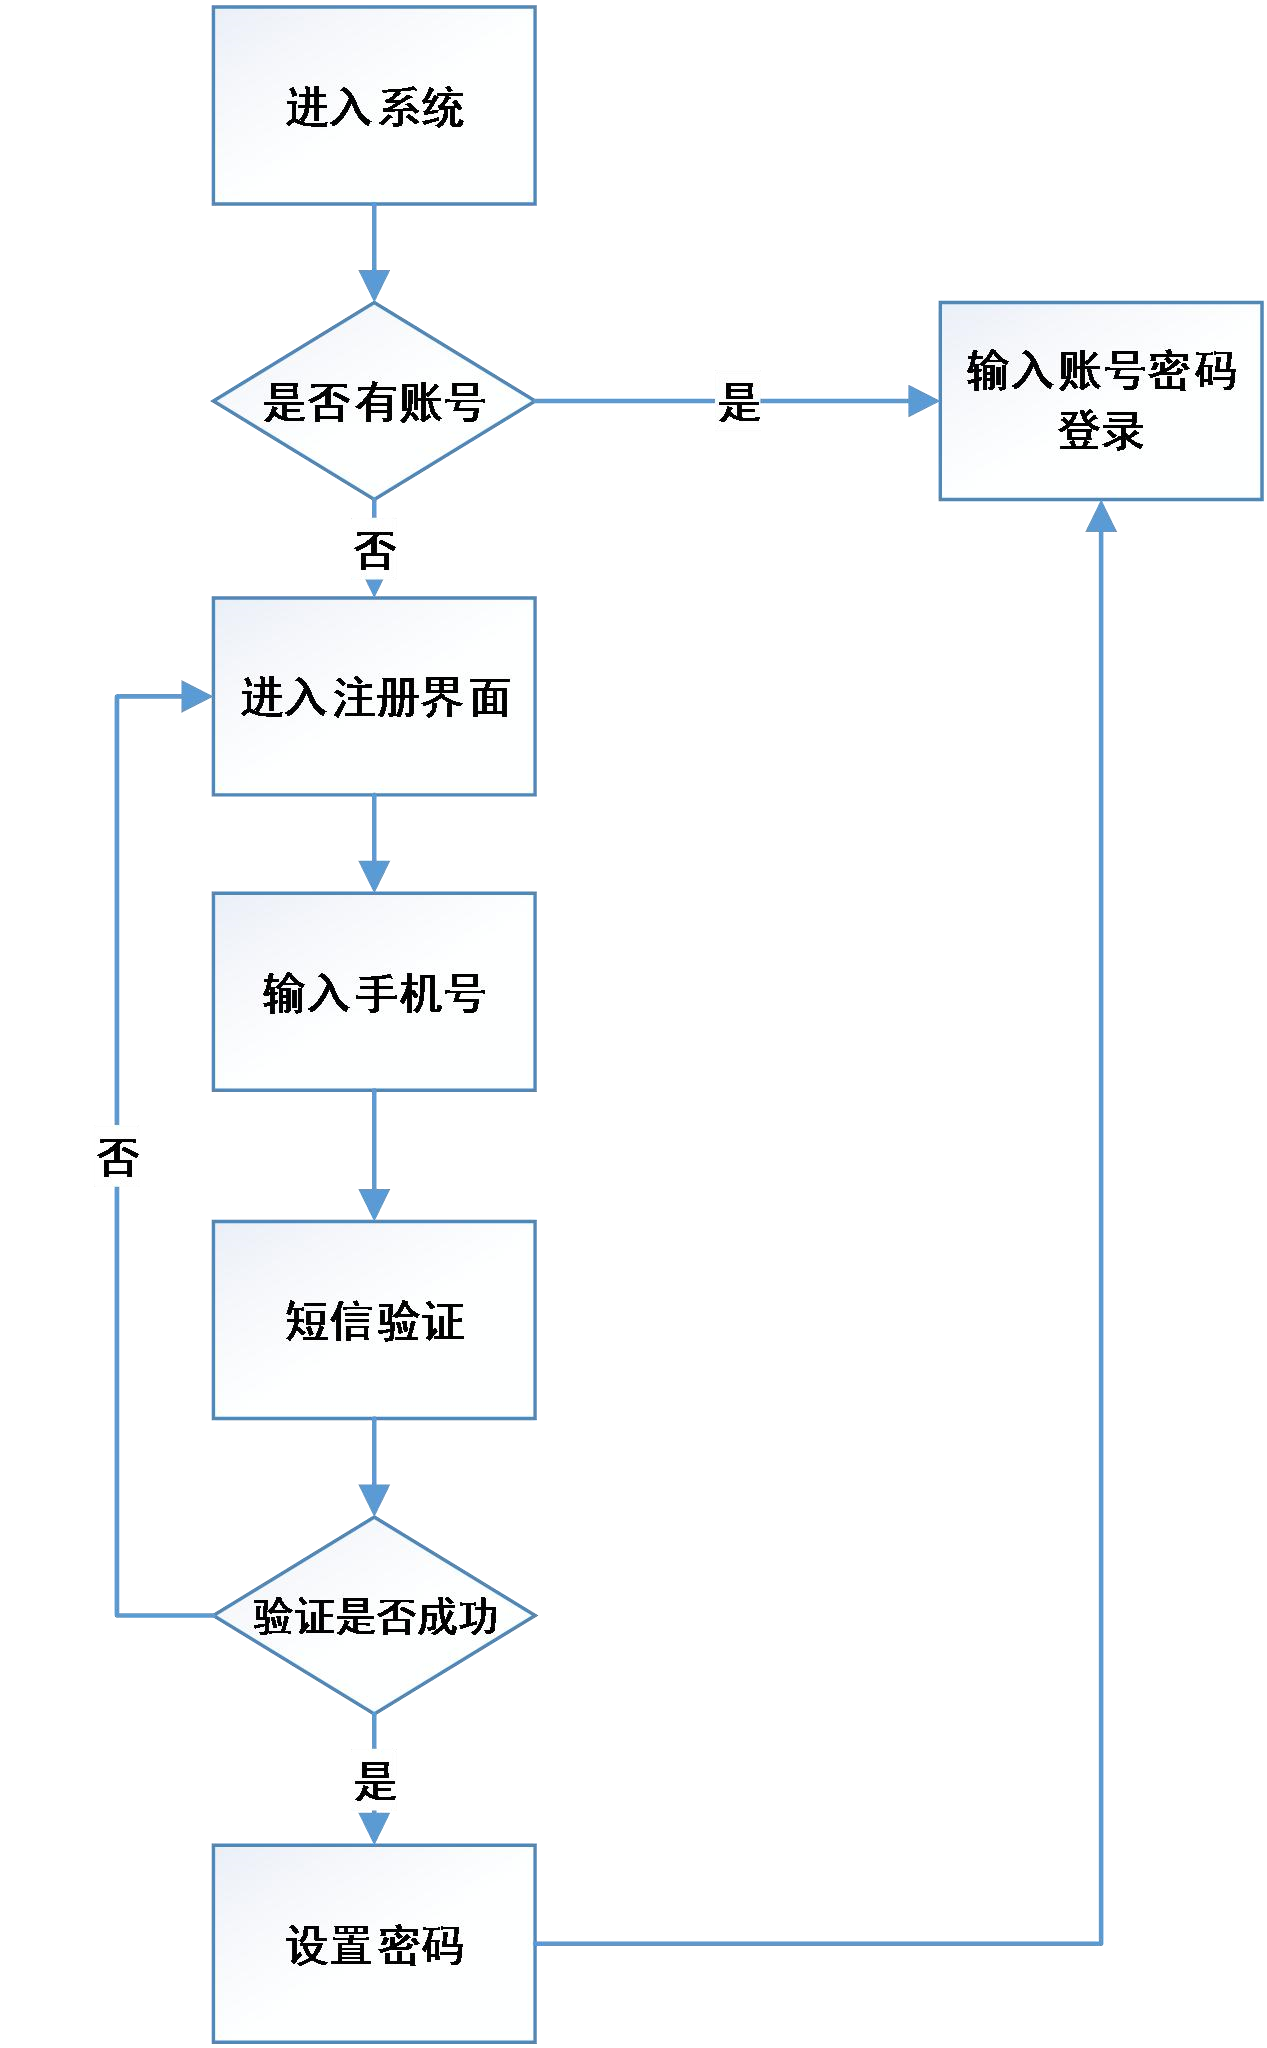 进入系统
是否有账号
是
输入账号密码
登录
否
进入注册界面
输入手机号
否
短信验证
验证是否成功
是
设置密码